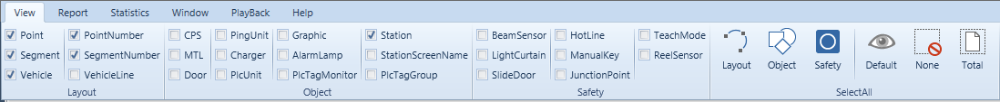 View Report Statistics Window PlayBack Help
Point PointNumber CPS PingUnit Graphic Station BeamSensor HotLine TeachMode
Segment SegmentNumber MTL Charger AlarmLamp StationScreenName LightCurtain ManualKey ReelSensor Layout Object Safety Default None Total
Vehicle VehicleLine Door PlcUnit PlcTagMonitor PlcTagGroup SlideDoor JunctionPoint
Layout Object Safety SelectAll